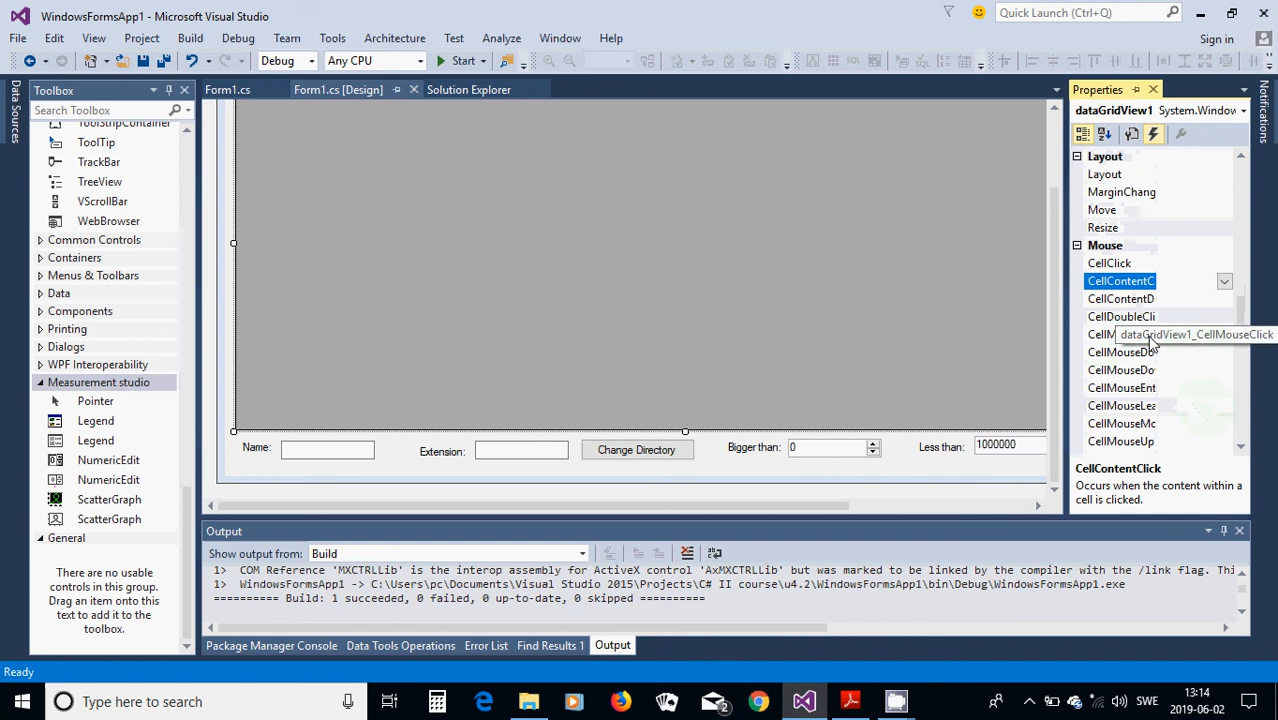 WindowsFormsApp1 - Microsoft Visual Studio
Quick Launch (Ctrl+Q)
File Edit View Project Build Debug Team Tools Architecture Test Analyze Window Help
Sign in
Debug Any CPU Start
Data Sources
Toolbox
Search Toolbox
ToolStripContainer
ToolTip
TrackBar
TreeView
VScrollBar
WebBrowser
Common Controls
Containers
Menus & Toolbars
Data
Components
Printing
Dialogs
WPF Interoperability
Measurement studio
Pointer
Legend
Legend
NumericEdit
NumericEdit
ScatterGraph
ScatterGraph
General
There are no usable
controls in this group.
Drag an item onto this
text to add it to the
toolbox.
Form1.cs Form1.cs [Design] Solution Explorer
Name: Extension: Change Directory Bigger than: 0 Less than: 1000000
Output
Show output from: Build
1> COM Reference 'MXCTRLLib' is the interop assembly for ActiveX control 'AxMXCTRLLib' but was marked to be linked by the compiler with the /link flag. Thi
1> WindowsFormsApp1 -> C:\Users\pc\Documents\Visual Studio 2015\Projects\C# II course\u4.2\WindowsFormsApp1\bin\Debug\WindowsFormsApp1.exe
========== Build: 1 succeeded, 0 failed, 0 up-to-date, 0 skipped ==========
Package Manager Console Data Tools Operations Error List Find Results 1 Output
Properties
dataGridView1 System.Window
Layout
Layout
MarginChang
Move
Resize
Mouse
CellClick
CellContentC
CellContentD
CellDoubleCli
CellM dataGridView1_CellMouseClick
CellMouseDo
CellMouseDo
CellMouseEnt
CellMouseLea
CellMouseMo
CellMouseUp
CellContentClick
Occurs when the content within a
cell is clicked.
Notifications
Ready
Type here to search
2
SWE
13:14
2019-06-02